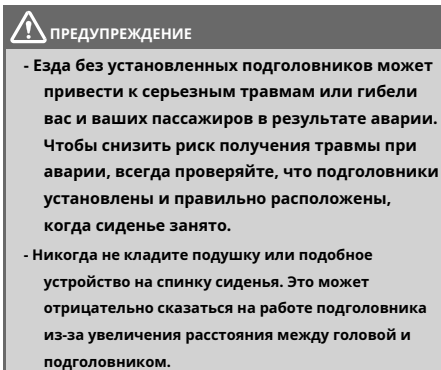 ПРЕДУПРЕЖДЕНИЕ
- Езда без установленных подголовников может
привести к серьезным травмам или гибели
вас и ваших пассажиров в результате аварии.
Чтобы снизить риск получения травмы при
аварии, всегда проверяйте, что подголовники
установлены и правильно расположены,
когда сиденье занято.
- Никогда не кладите подушку или подобное
устройство на спинку сиденья. Это может
отрицательно сказаться на работе подголовника
из-за увеличения расстояния между головой и
подголовником.